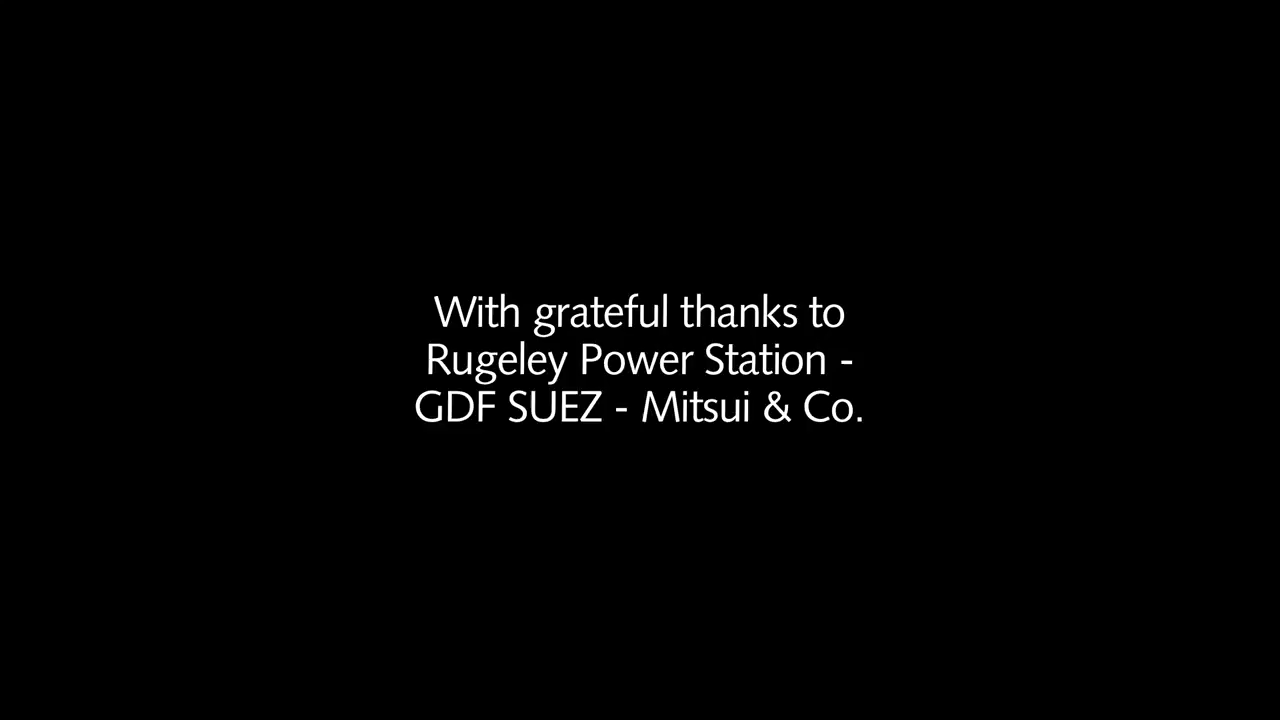 With grateful thanks to
Rugeley Power Station -
GDF SUEZ - Mitsui & Co.